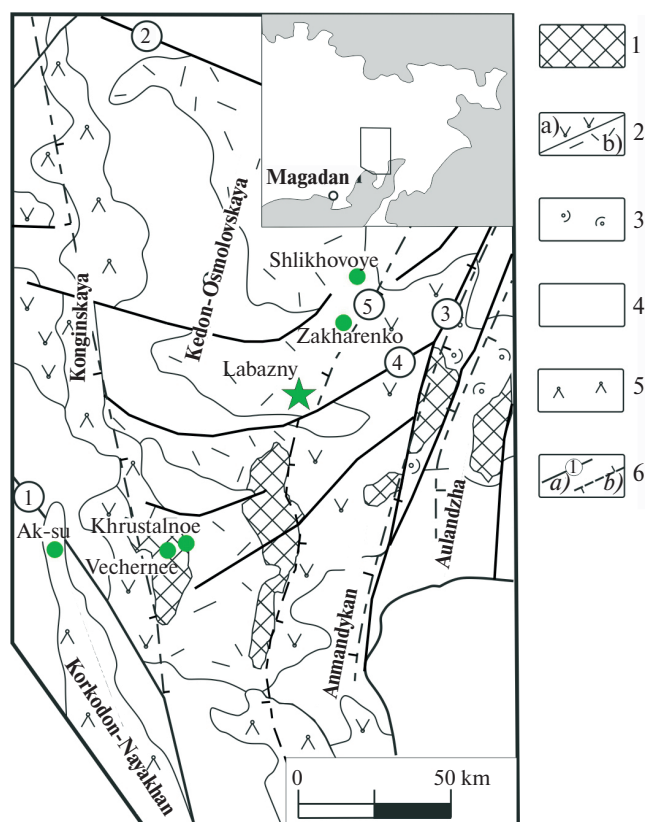 2
1
a)
b)
2
Magadan
Kedon-Osmolovskaya
Shlikhovoye
3
5
3
Konginskaya
Zakharenko
4
Labazny
4
5
1
a)
1
b)
6
Khrustalnoe
Ak-su
Vechernee
Aulandzha
Anmandykan
Korkodon-Nayakhan
0
50 km